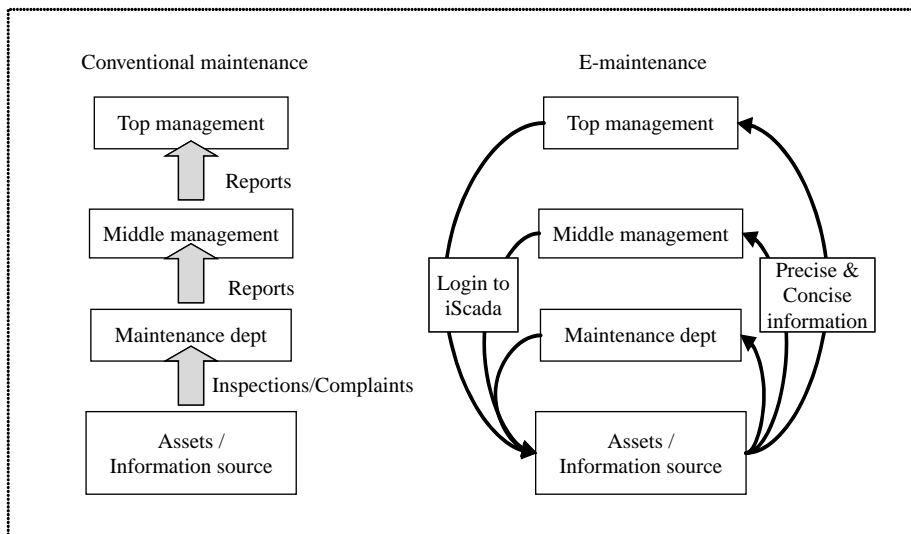 Conventional maintenance
Top management
Reports
Middle management
Reports
Maintenance dept
Inspections/Complaints
Assets /
Information source
E-maintenance
Top management
Middle management
Login to
iScada
Precise &
Concise
information
Maintenance dept
Assets /
Information source